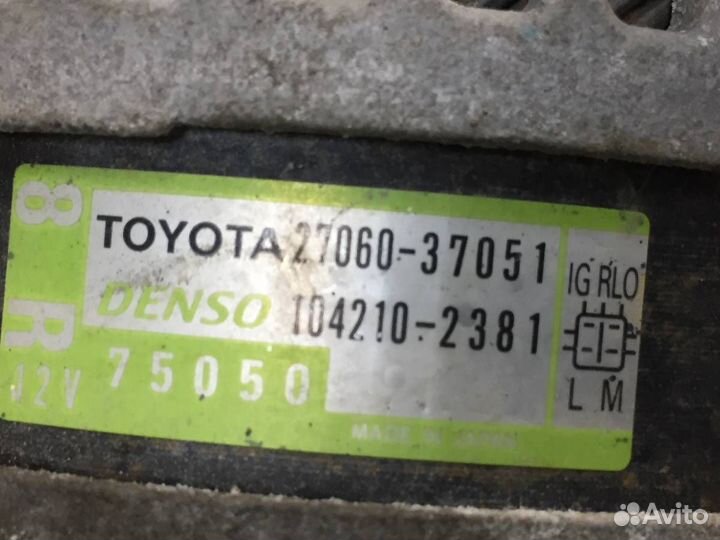 8
R
TOYOTA 27060-37051
DENSO 104210-2381
12V 75050
IG RLO
L M
MADE IN JAPAN
Avito